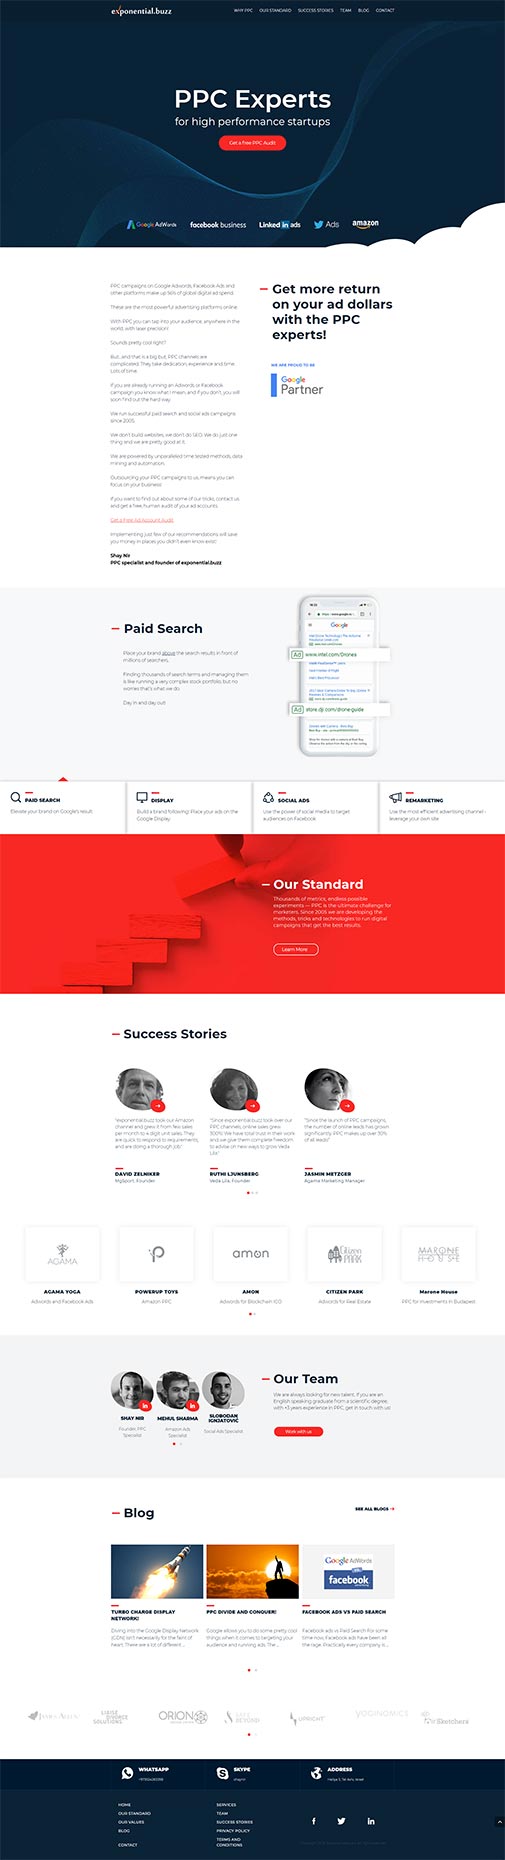 exponential.buzz
WHY PPC OUR STANDARD SUCCESS STORIES TEAM BLOG CONTACT
PPC Experts
for high performance startups
Get a free PPC Audit
Google AdWords facebook business Linked in ads Ads amazon
PPC campaigns on Google Adwords, Facebook Ads and
other platforms make up 56% of global digital ad spend.
These are the most powerful advertising platforms online.
With PPC you can tap into your audience, anywhere in the
world, with laser precision!
Sounds pretty cool right?
But, and that is a big but, PPC channels are
complicated. They take dedication, experience and time.
Lots of time.
If you are already running an Adwords or Facebook
campaign you know what I mean, and if you don't, you will
soon find out the hard way.
We run successful paid search and social ads campaigns
since 2005.
We don't build websites, we don't do SEO. We do just one
thing and we are pretty good at it.
We are powered by unparalleled time tested methods, data
mining and automation.
Outsourcing your PPC campaigns to us, means you can
focus on your business!
If you want to find out about some of our tricks, contact us
and get a free, human audit of your ad accounts.
Get a Free Ad Account Audit!
Implementing just few of our recommendations will save
you money in places you didn't even know exist!
Shay Nir
PPC specialist and founder of exponential.buzz
Get more return
on your ad dollars
with the PPC
experts!
WE ARE PROUD TO BE
Google
Partner
Paid Search
Place your brand above the search results in front of
millions of searchers.
Finding thousands of search terms and managing them
is like running a very complex stock portfolio, but no
worries that's what we do.
Day in and day out!
Google
Ad www.intel.com/Drones
Ad store.dji.com/drone-guide
PAID SEARCH
Elevate your brand on Google's result
DISPLAY
Build a brand following: Place your ads on the
Google Display
SOCIAL ADS
Use the power of social media to target
audiences on Facebook
REMARKETING
Use the most efficient advertising channel -
leverage your own site
Our Standard
Thousands of metrics, endless possible
experiments — PPC is the ultimate challenge for
marketers. Since 2005 we are developing the
methods, tricks and technologies to run digital
campaigns that get the best results.
Learn More
Success Stories
"exponential.buzz took our Amazon
channel and grew it from few sales
per month to 4 digit unit sales. They
are quick to respond to requirements,
and are doing a thorough job."
DAVID ZELNIKER
MySport, Founder
"Since exponential.buzz took over our
PPC channels, online sales grew
300%. We have total trust in their work
and we give them complete freedom
to advise on new ways to grow Veda
Lila."
RUTHI LJUNSBERG
Veda Lila, Founder
"Since the launch of PPC campaigns,
the number of online leads has grown
significantly. PPC makes up over 30%
of all leads"
JASMIN METZGER
Agama Marketing Manager
AGAMA
amon
Citizen
PARK
MARONE
AGAMA YOGA
Adwords and Facebook Ads
POWERUP TOYS
Amazon PPC
AMON
Adwords for Blockchain ICO
CITIZEN PARK
Adwords for Real Estate
Marone House
PPC for Investments in Budapest
SHAY NIR
Founder, PPC
Specialist
MEHUL SHARMA
Amazon Ads
Specialist
SLOBODAN
IGNJATOVIĆ
Social Ads Specialist
Our Team
We are always looking for new talent. If you are an
English speaking graduate from a scientific degree,
with +3 years experience in PPC, get in touch with us!
Work with us
Blog
SEE ALL BLOGS
Google AdWords
VS
facebook
TURBO CHARGE DISPLAY
NETWORK!
Diving into the Google Display Network
(GDN) isn't necessarily for the faint of
heart. There are a lot of different ...
PPC DIVIDE AND CONQUER!
Google allows you to do some pretty cool
things when it comes to targeting your
audience and running ads. The ...
FACEBOOK ADS VS PAID SEARCH
Facebook ads vs Paid Search For some
time now, Facebook ads have been all
the rage. Practically every company is...
JAMES ALLEN
DIVORCE
SOLUTIONS
ORION
BEYOND
UPRIGHT
YOGINOMICS
Sketchers
WHATSAPP
SKYPE
shaynir
ADDRESS
HOME
OUR STANDARD
OUR VALUES
BLOG
CONTACT
SERVICES
TEAM
SUCCESS STORIES
PRIVACY POLICY
TERMS AND
CONDITIONS